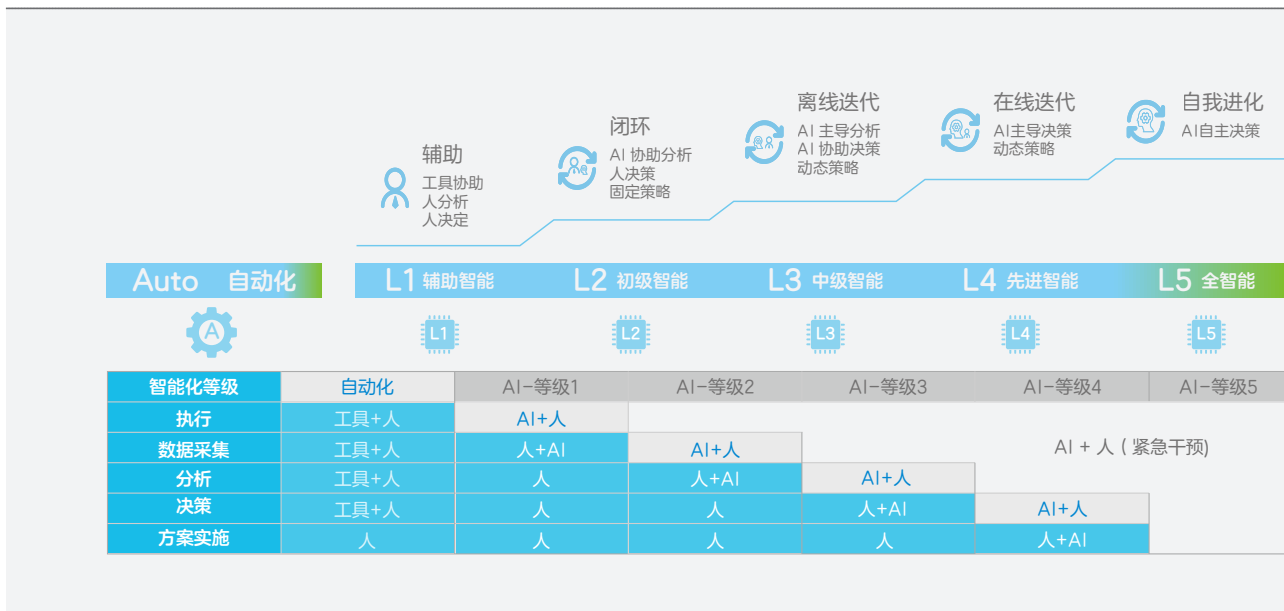 辅助
工具协助
人分析
人决定
闭环
AI 协助分析
人决策
固定策略
离线迭代
AI 主导分析
AI 协助决策
动态策略
在线迭代
AI主导决策
动态策略
自我进化
AI自主决策
Auto 自动化
L1 辅助智能
L2 初级智能
L3 中级智能
L4 先进智能
L5 全智能
A
L1
L2
L3
L4
L5
智能化等级 自动化 AI-等级1 AI-等级2 AI-等级3 AI-等级4 AI-等级5
执行 工具+人 AI+人
数据采集 工具+人 人+AI AI+人 AI + 人 ( 紧急干预)
分析 工具+人 人 人+AI AI+人
决策 工具+人 人 人 人+AI AI+人
方案实施 人 人 人 人 人+AI